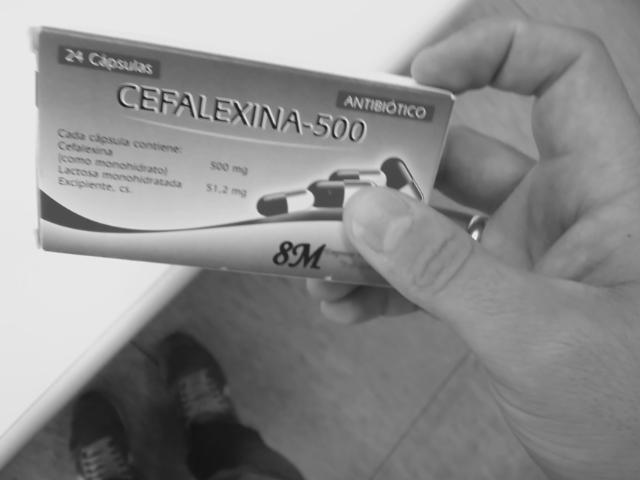 24 Cápsulas
ANTIBIÓTICO
CEFALEXINA-500
Cada cápsula contiene:
Cefalexina
(como monohidrato) 500 mg
Lactosa monohidratada 51,2 mg
Excipiente, cs.
8M